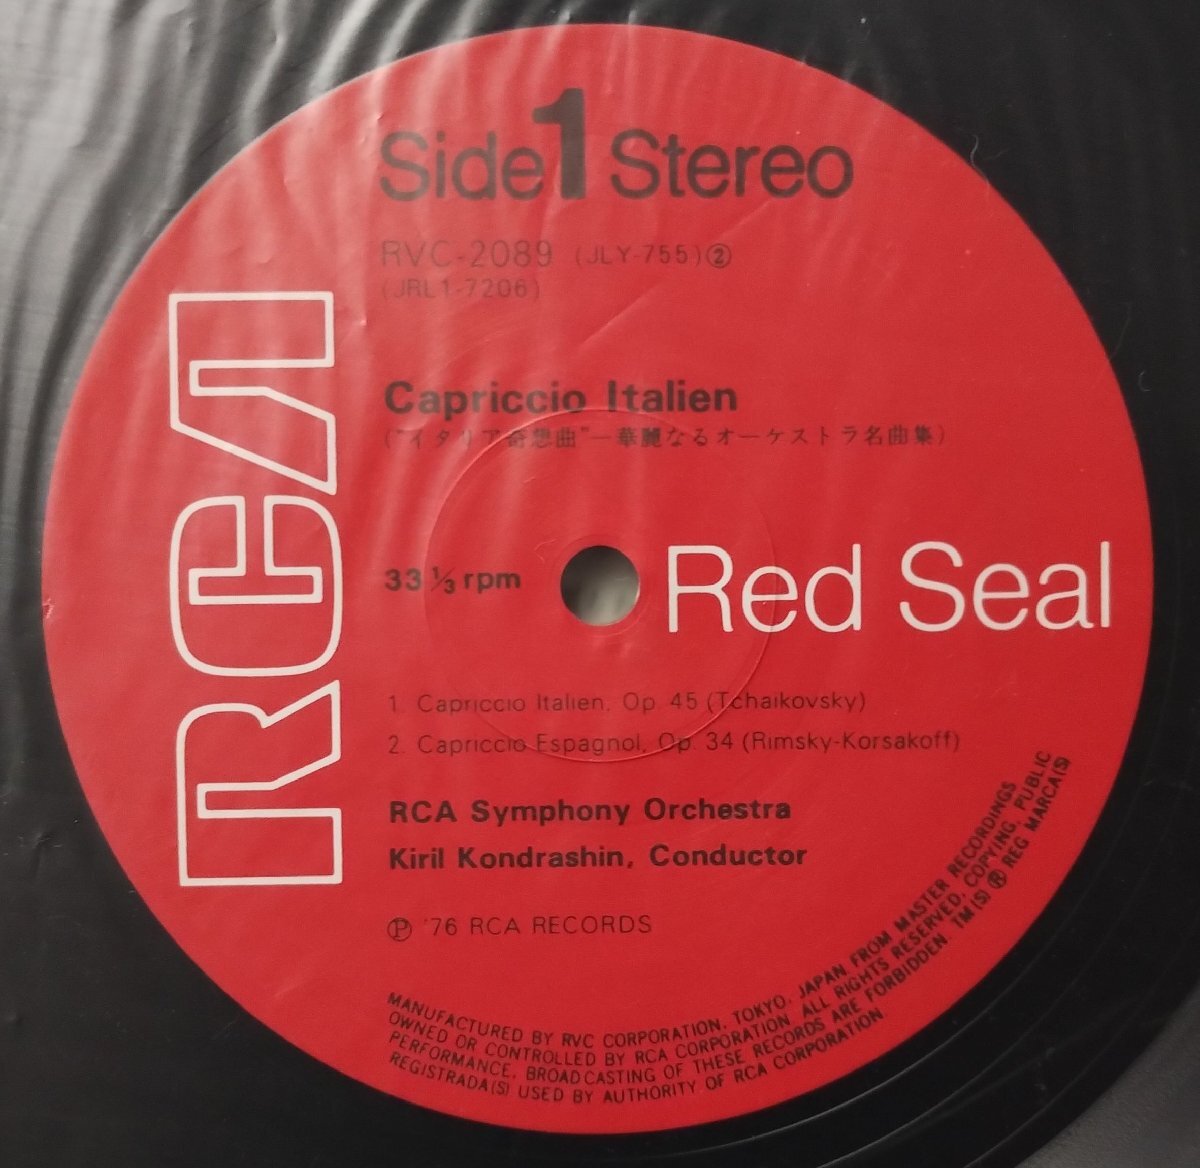 Side 1 Stereo
RVC-2089 (JLY-755)②
(JRL1-7206)
Capriccio Italien
("イタリア奇想曲"—華麗なるオーケストラ名曲集)
33 1/3 rpm
Red Seal
RCA
1. Capriccio Italien, Op. 45 (Tchaikovsky)
2. Capriccio Espagnol, Op. 34 (Rimsky-Korsakoff)
RCA Symphony Orchestra
Kiril Kondrashin, Conductor
Ⓟ '76 RCA RECORDS
MANUFACTURED BY RVC CORPORATION, TOKYO, JAPAN FROM MASTER RECORDINGS
OWNED OR CONTROLLED BY RCA CORPORATION. ALL RIGHTS RESERVED. COPYING, PUBLIC
PERFORMANCE, BROADCASTING OF THESE RECORDS ARE FORBIDDEN TM(S) ® REG MARCA(S)
REGISTRADA(S) USED BY AUTHORITY OF RCA CORPORATION